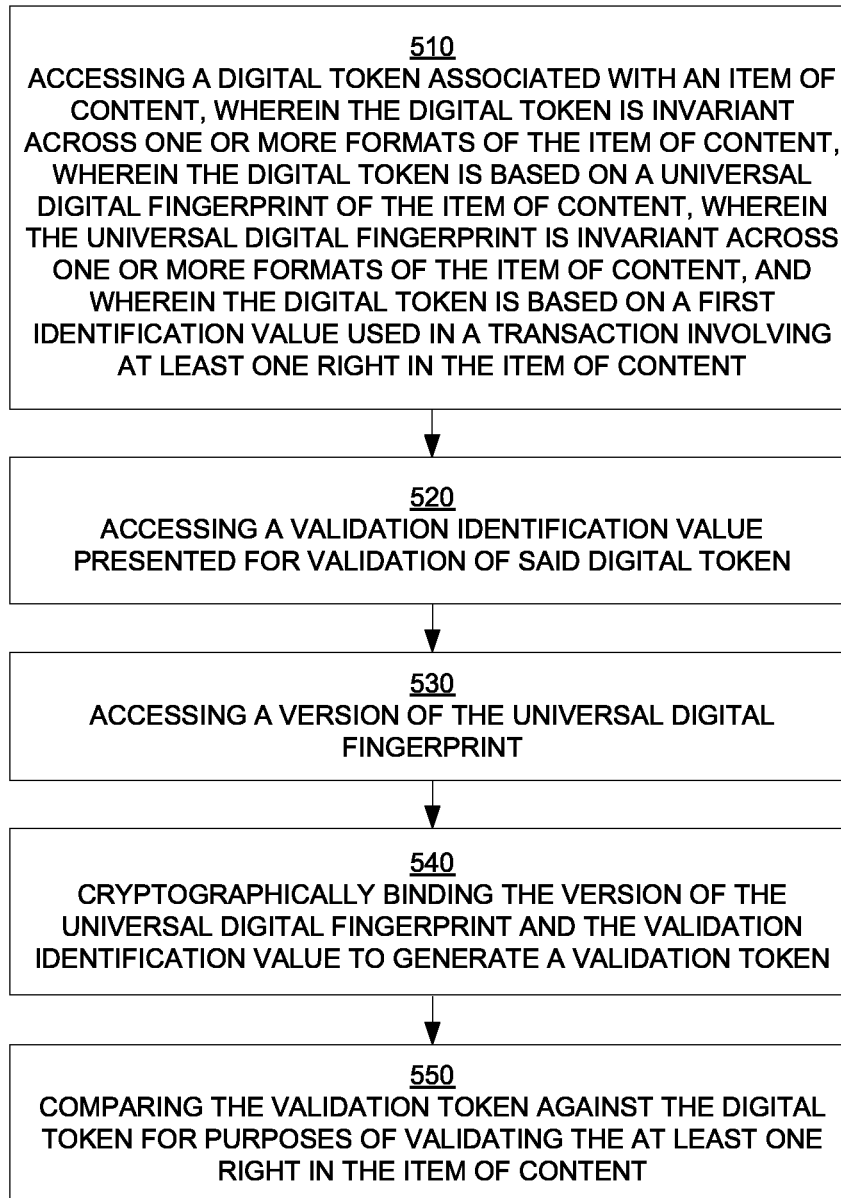 510
ACCESSING A DIGITAL TOKEN ASSOCIATED WITH AN ITEM OF
CONTENT, WHEREIN THE DIGITAL TOKEN IS INVARIANT
ACROSS ONE OR MORE FORMATS OF THE ITEM OF CONTENT,
WHEREIN THE DIGITAL TOKEN IS BASED ON A UNIVERSAL
DIGITAL FINGERPRINT OF THE ITEM OF CONTENT, WHEREIN
THE UNIVERSAL DIGITAL FINGERPRINT IS INVARIANT ACROSS
ONE OR MORE FORMATS OF THE ITEM OF CONTENT, AND
WHEREIN THE DIGITAL TOKEN IS BASED ON A FIRST
IDENTIFICATION VALUE USED IN A TRANSACTION INVOLVING
AT LEAST ONE RIGHT IN THE ITEM OF CONTENT
520
ACCESSING A VALIDATION IDENTIFICATION VALUE
PRESENTED FOR VALIDATION OF SAID DIGITAL TOKEN
530
ACCESSING A VERSION OF THE UNIVERSAL DIGITAL
FINGERPRINT
540
CRYPTOGRAPHICALLY BINDING THE VERSION OF THE
UNIVERSAL DIGITAL FINGERPRINT AND THE VALIDATION
IDENTIFICATION VALUE TO GENERATE A VALIDATION TOKEN
550
COMPARING THE VALIDATION TOKEN AGAINST THE DIGITAL
TOKEN FOR PURPOSES OF VALIDATING THE AT LEAST ONE
RIGHT IN THE ITEM OF CONTENT